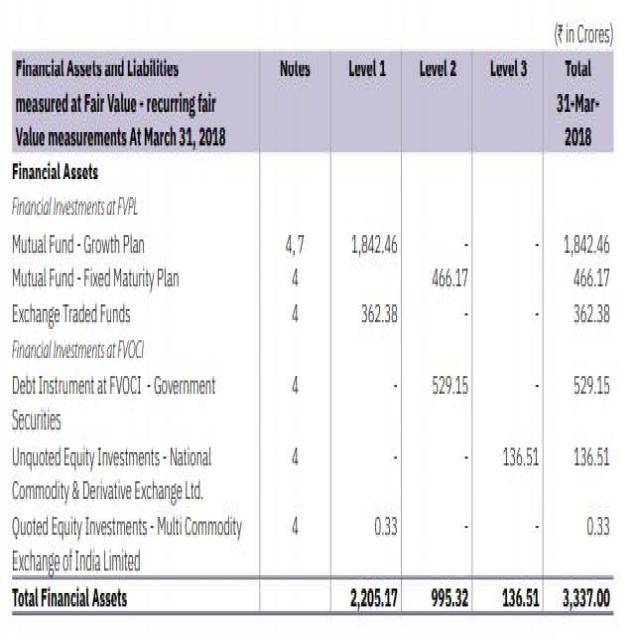 (₹ in Crores)
Financial Assets and Liabilities Notes Level 1 Level 2 Level 3 Total
measured at Fair Value - recurring fair 31-Mar-
Value measurements At March 31, 2018 2018
Financial Assets
Financial Investments at FVPL
Mutual Fund - Growth Plan 4,7 1,842.46 - - 1,842.46
Mutual Fund - Fixed Maturity Plan 4 466.17 466.17
Exchange Traded Funds 4 362.38 - - 362.38
Financial Investments at FVOCI
Debt Instrument at FVOCI - Government 4 - 529.15 - 529.15
Securities
Unquoted Equity Investments - National 4 - - 136.51 136.51
Commodity & Derivative Exchange Ltd.
Quoted Equity Investments - Multi Commodity 4 0.33 - - 0.33
Exchange of India Limited
Total Financial Assets 2,205.17 995.32 136.51 3,337.00